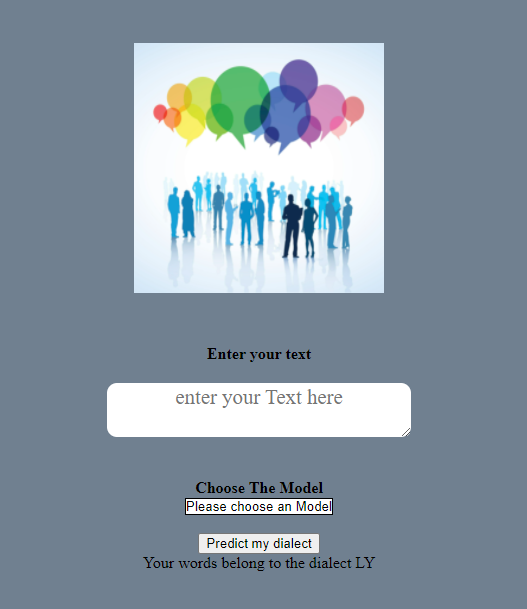 Enter your text
enter your Text here
Choose The Model
Please choose an Model
Predict my dialect
Your words belong to the dialect LY